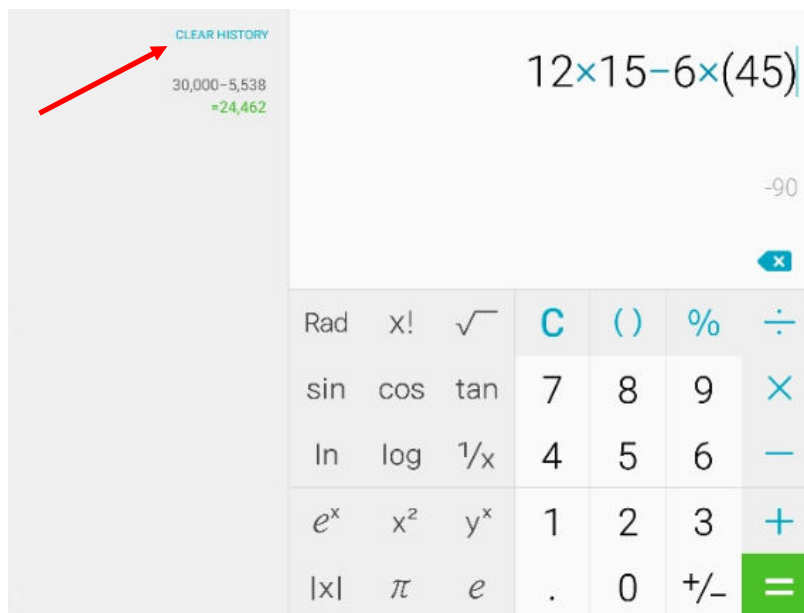 CLEAR HISTORY
30,000−5,538
=24,462
12×15−6×(45)
-90
Rad x! √ C () % ÷
sin cos tan 7 8 9 ×
ln log 1/x 4 5 6 −
eˣ x² yˣ 1 2 3 +
|x| π e . 0 +/− =